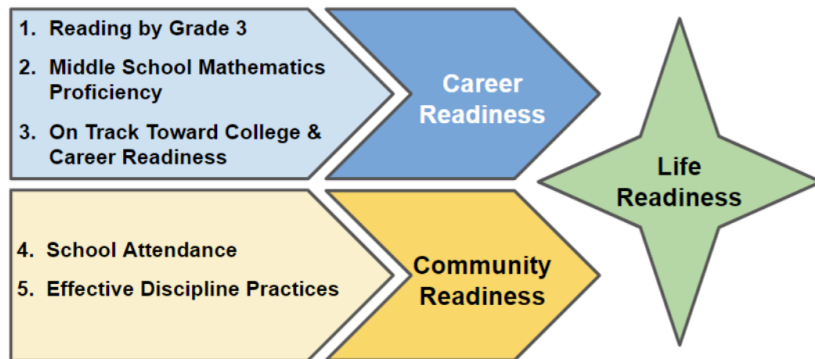 1. Reading by Grade 3
2. Middle School Mathematics
Proficiency
3. On Track Toward College &
Career Readiness
Career
Readiness
4. School Attendance
5. Effective Discipline Practices
Community
Readiness
Life
Readiness